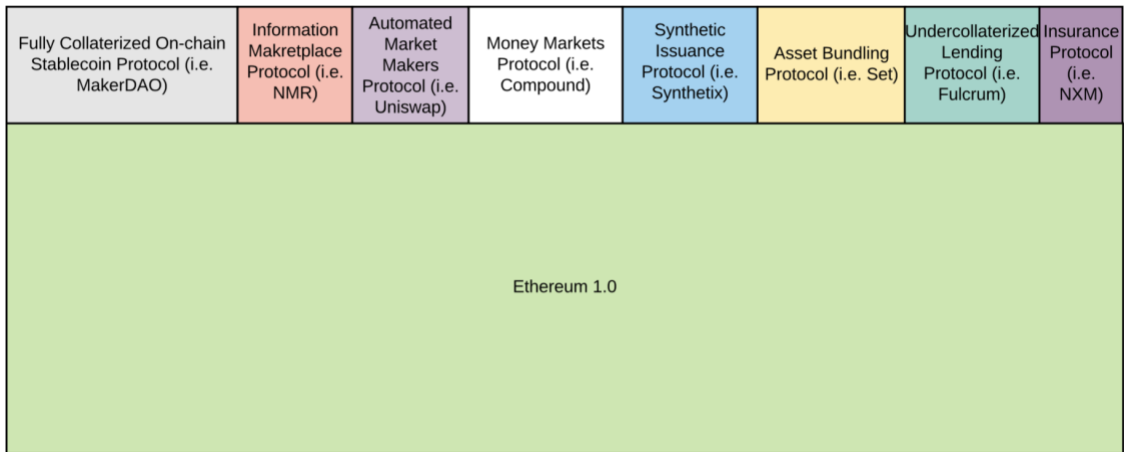 Fully Collaterized On-chain
Stablecoin Protocol (i.e.
MakerDAO)
Information
Makretplace
Protocol (i.e.
NMR)
Automated
Market
Makers
Protocol (i.e.
Uniswap)
Money Markets
Protocol (i.e.
Compound)
Synthetic
Issuance
Protocol (i.e.
Synthetix)
Asset Bundling
Protocol (i.e. Set)
Undercollaterized
Lending
Protocol (i.e.
Fulcrum)
Insurance
Protocol
(i.e.
NXM)
Ethereum 1.0